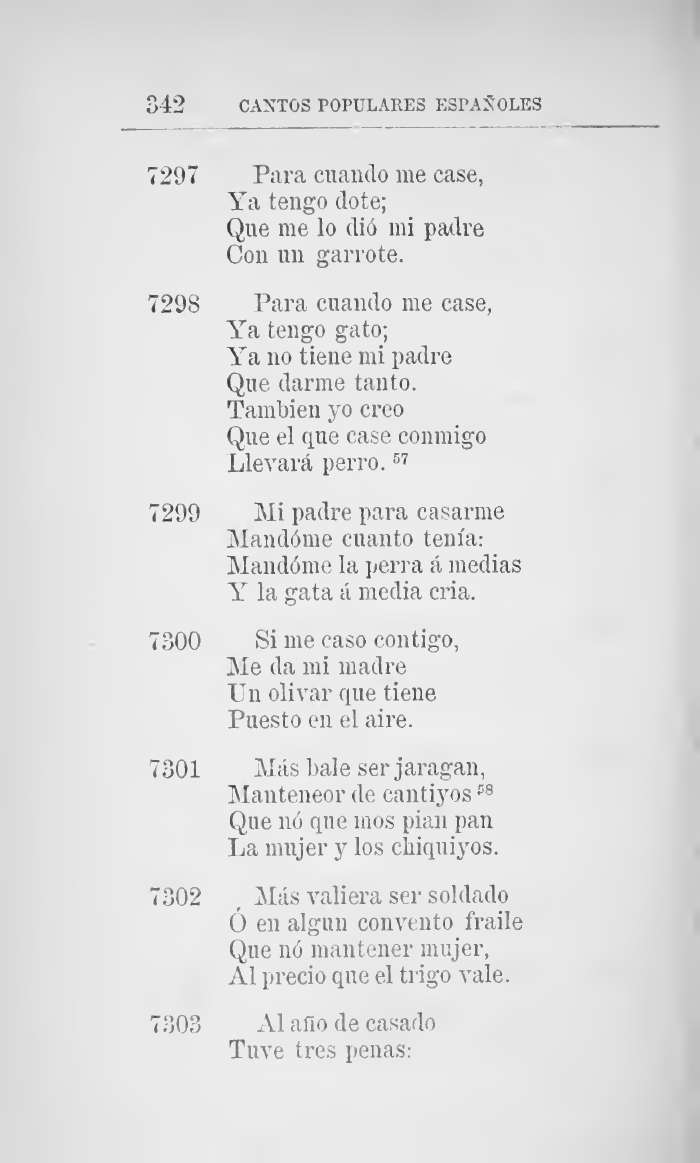 342 CANTOS POPULARES ESPAÑOLES
7297 Para cuando me case,
Ya tengo dote;
Que me lo dió mi padre
Con un garrote.
7298 Para cuando me case,
Ya tengo gato;
Ya no tiene mi padre
Que darme tanto.
Tambien yo creo
Que el que case conmigo
Llevará perro. 57
7299 Mi padre para casarme
Mandóme cuanto tenía:
Mandóme la perra á medias
Y la gata á media cria.
7300 Si me caso contigo,
Me da mi madre
Un olivar que tiene
Puesto en el aire.
7301 Más bale ser jaragan,
Manteneor de cantiyos 58
Que nó que mos pian pan
La mujer y los chiquiyos.
7302 Más valiera ser soldado
Ó en algun convento fraile
Que nó mantener mujer,
Al precio que el trigo vale.
7303 Al año de casado
Tuve tres penas: